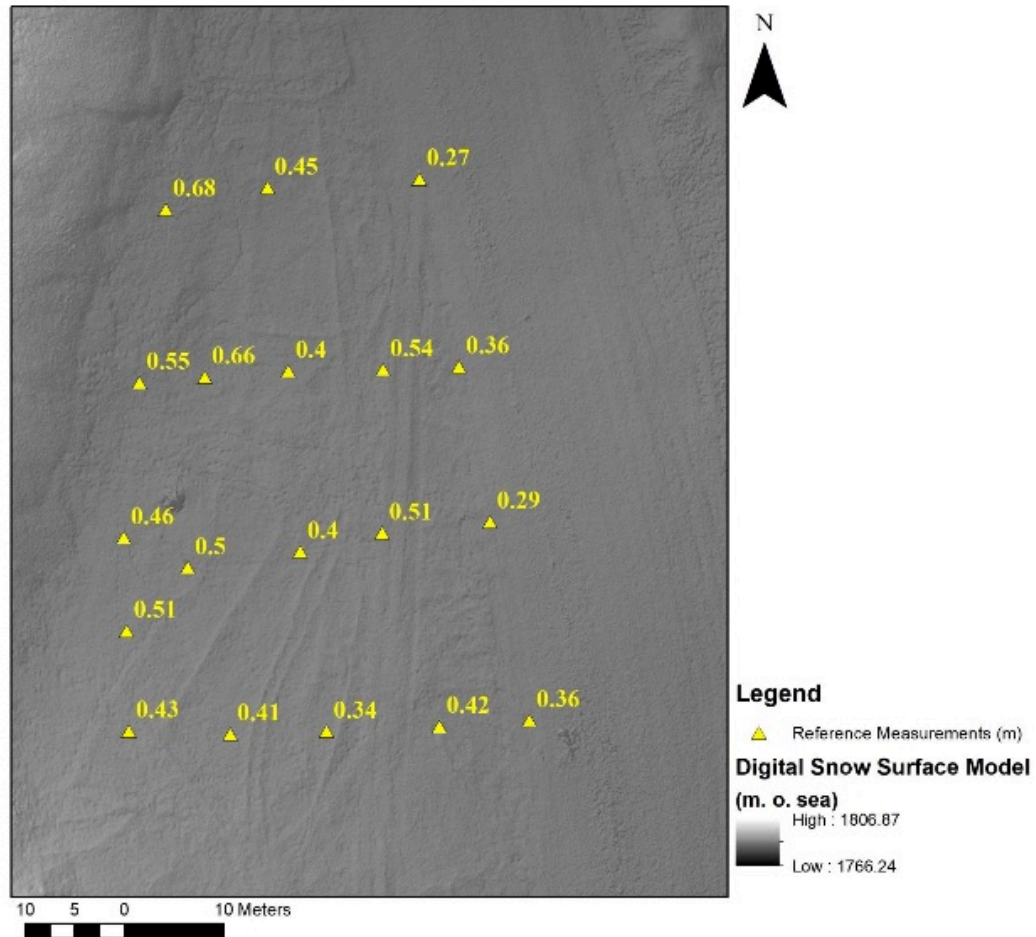 N
0.27
0.45
0.68
0.36
0.54
0.4
0.66
0.55
0.29
0.51
0.46
0.4
0.5
0.51
0.36
0.42
0.43
0.41
0.34
Legend
Reference Measurements (m)
Digital Snow Surface Model
(m. o. sea)
High : 1806.87
Low : 1766.24
10 5 0 10 Meters